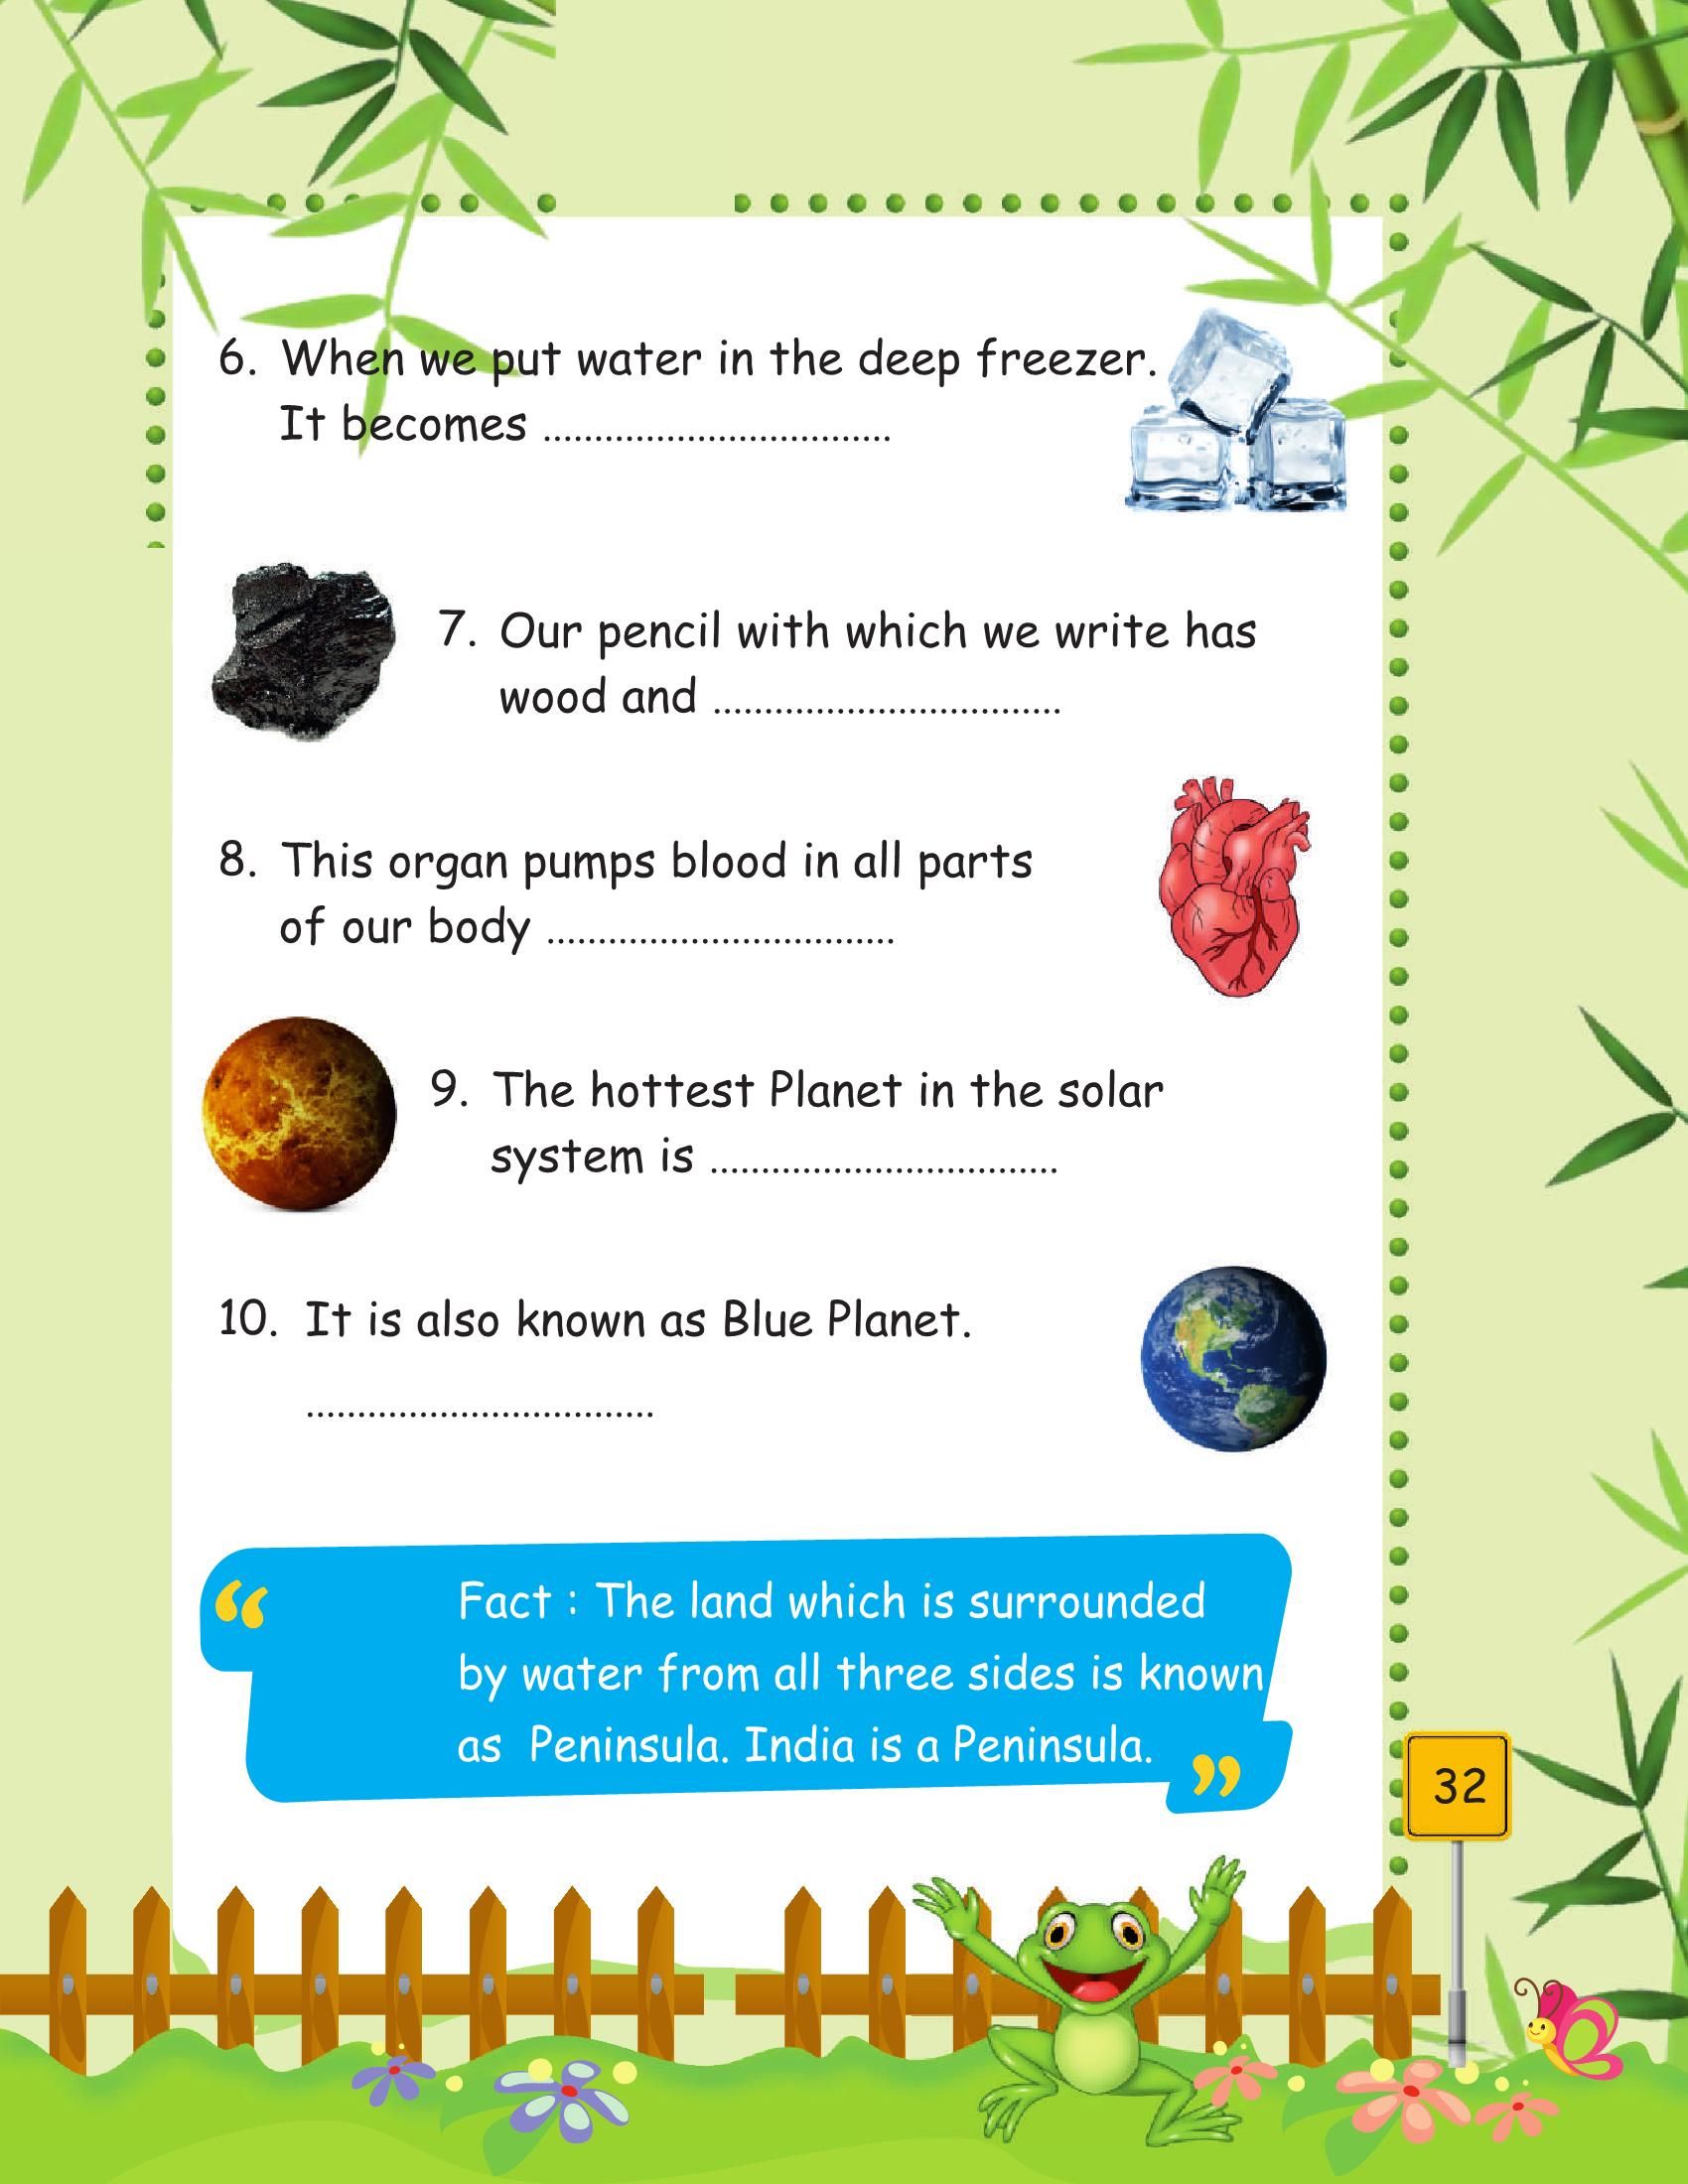 6. When we put water in the deep freezer.
It becomes ..................................
7. Our pencil with which we write has
wood and ..................................
8. This organ pumps blood in all parts
of our body ..................................
9. The hottest Planet in the solar
system is ..................................
10. It is also known as Blue Planet.
..................................
“
Fact : The land which is surrounded
by water from all three sides is known
as Peninsula. India is a Peninsula.
”
32